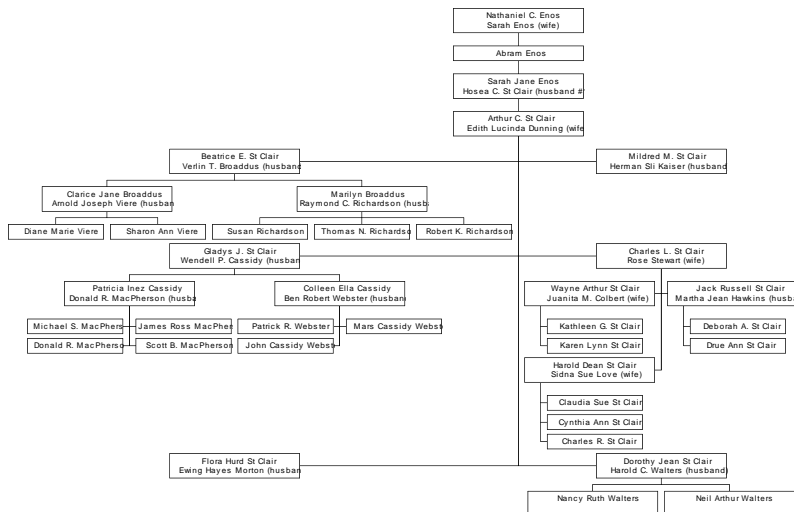 Nathaniel C. Enos
Sarah Enos (wife)
Abram Enos
Sarah Jane Enos
Hosea C. St Clair (husband #
Arthur C. St Clair
Edith Lucinda Dunning (wife
Beatrice E. St Clair
Verlin T. Broaddus (husband
Mildred M. St Clair
Herman Sli Kaiser (husband
Clarice Jane Broaddus
Arnold Joseph Viere (husban
Marilyn Broaddus
Raymond C. Richardson (husb
Diane Marie Viere
Sharon Ann Viere
Susan Richardson
Thomas N. Richardso
Robert K. Richardson
Gladys J. St Clair
Wendell P. Cassidy (husban
Charles L. St Clair
Rose Stewart (wife)
Patricia Inez Cassidy
Donald R. MacPherson (husba
Colleen Ella Cassidy
Ben Robert Webster (husban
Wayne Arthur St Clair
Juanita M. Colbert (wife)
Jack Russell St Clair
Martha Jean Hawkins (husb
Michael S. MacPhers
James Ross MacPher
Patrick R. Webster
Mars Cassidy Webst
Kathleen G. St Clair
Deborah A. St Clair
Donald R. MacPherso
Scott B. MacPherson
John Cassidy Webst
Karen Lynn St Clair
Drue Ann St Clair
Harold Dean St Clair
Sidna Sue Love (wife)
Claudia Sue St Clair
Cynthia Ann St Clair
Charles R. St Clair
Flora Hurd St Clair
Ewing Hayes Morton (husban
Dorothy Jean St Clair
Harold C. Walters (husband)
Nancy Ruth Walters
Neil Arthur Walters